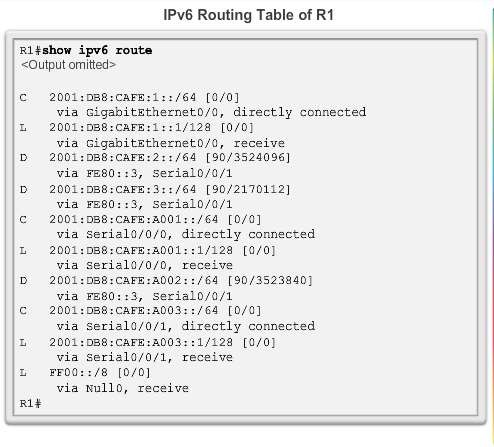 IPv6 Routing Table of R1
R1#show ipv6 route
<Output omitted>
C 2001:DB8:CAFE:1::/64 [0/0]
via GigabitEthernet0/0, directly connected
L 2001:DB8:CAFE:1::1/128 [0/0]
via GigabitEthernet0/0, receive
D 2001:DB8:CAFE:2::/64 [90/3524096]
via FE80::3, Serial0/0/1
D 2001:DB8:CAFE:3::/64 [90/2170112]
via FE80::3, Serial0/0/1
C 2001:DB8:CAFE:A001::/64 [0/0]
via Serial0/0/0, directly connected
L 2001:DB8:CAFE:A001::1/128 [0/0]
via Serial0/0/0, receive
D 2001:DB8:CAFE:A002::/64 [90/3523840]
via FE80::3, Serial0/0/1
C 2001:DB8:CAFE:A003::/64 [0/0]
via Serial0/0/1, directly connected
L 2001:DB8:CAFE:A003::1/128 [0/0]
via Serial0/0/1, receive
L FF00::/8 [0/0]
via Null0, receive
R1#